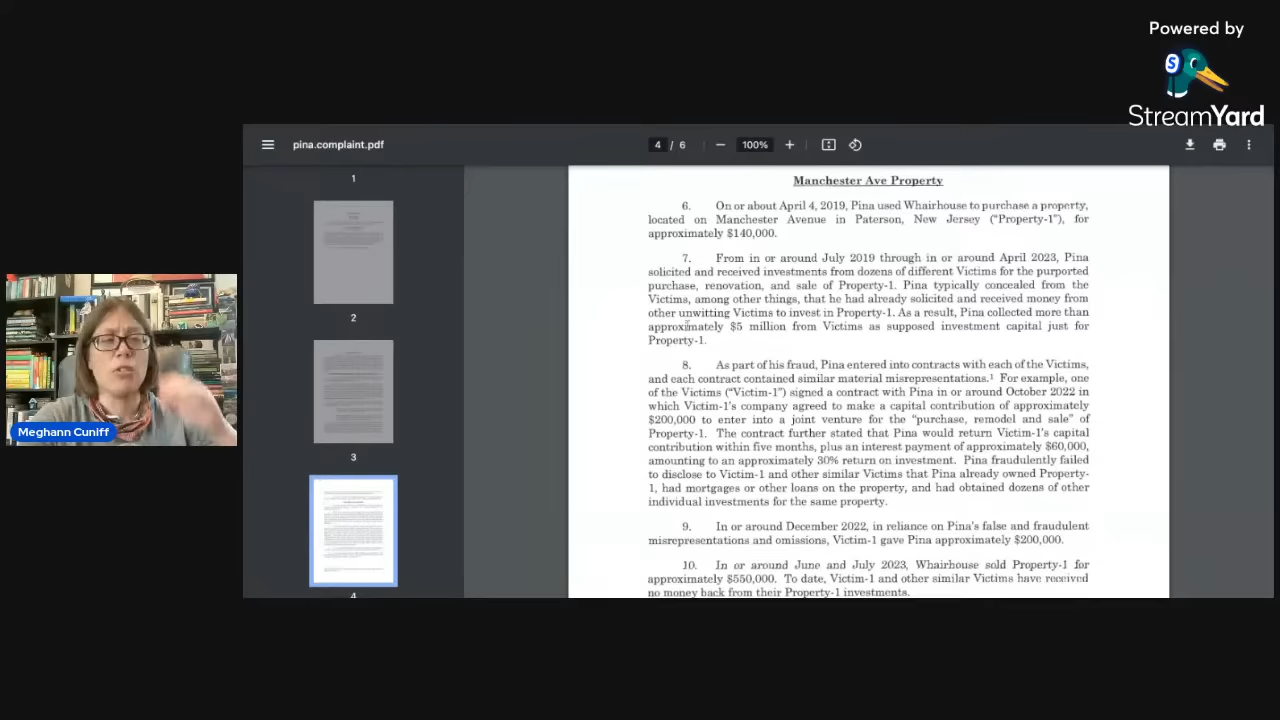 Powered by
StreamYard
pina.complaint.pdf
4 / 6
100%
1
2
3
4
Manchester Ave Property
6. On or about April 4, 2019, Pina used Whairhouse to purchase a property,
located on Manchester Avenue in Paterson, New Jersey (“Property-1”), for
approximately $140,000.
7. From in or around July 2019 through in or around April 2023, Pina
solicited and received investments from dozens of different Victims for the purported
purchase, renovation, and sale of Property-1. Pina typically concealed from the
Victims, among other things, that he had already solicited and received money from
other unwitting Victims to invest in Property-1. As a result, Pina collected more than
approximately $5 million from Victims as supposed investment capital just for
Property-1.
8. As part of his fraud, Pina entered into contracts with each of the Victims,
and each contract contained similar material misrepresentations.¹ For example, one
of the Victims (“Victim-1”) signed a contract with Pina in or around October 2022 in
which Victim-1’s company agreed to make a capital contribution of approximately
$200,000 to enter into a joint venture for the “purchase, remodel and sale” of
Property-1. The contract further stated that Pina would return Victim-1’s capital
contribution within five months, plus an interest payment of approximately $60,000,
amounting to an approximately 30% return on investment. Pina fraudulently failed
to disclose to Victim-1 and other similar Victims that Pina already owned Property-
1, had mortgages or other loans on the property, and had obtained dozens of other
individual investments for the same property.
9. In or around December 2022, in reliance on Pina’s false and fraudulent
misrepresentations and omissions, Victim-1 gave Pina approximately $200,000.
10. In or around June and July 2023, Whairhouse sold Property-1 for
approximately $550,000. To date, Victim-1 and other similar Victims have received
no money back from their Property-1 investments.
Meghann Cuniff